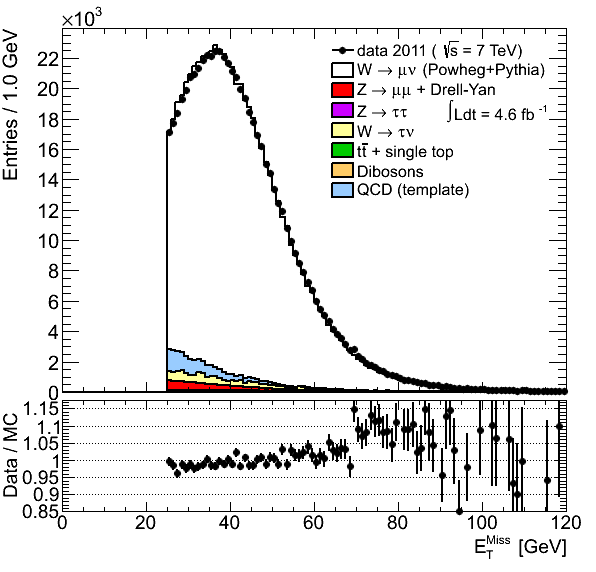 ×10³
Entries / 1.0 GeV
22
20
18
16
14
12
10
8
6
4
2
0
data 2011 ( √s = 7 TeV)
W → μν (Powheg+Pythia)
Z → μμ + Drell-Yan
Z → ττ
∫Ldt = 4.6 fb⁻¹
W → τν
tt̄ + single top
Dibosons
QCD (template)
Data / MC
1.15
1.1
1.05
1
0.95
0.9
0.85
0 20 40 60 80 100 120
E_T^Miss [GeV]